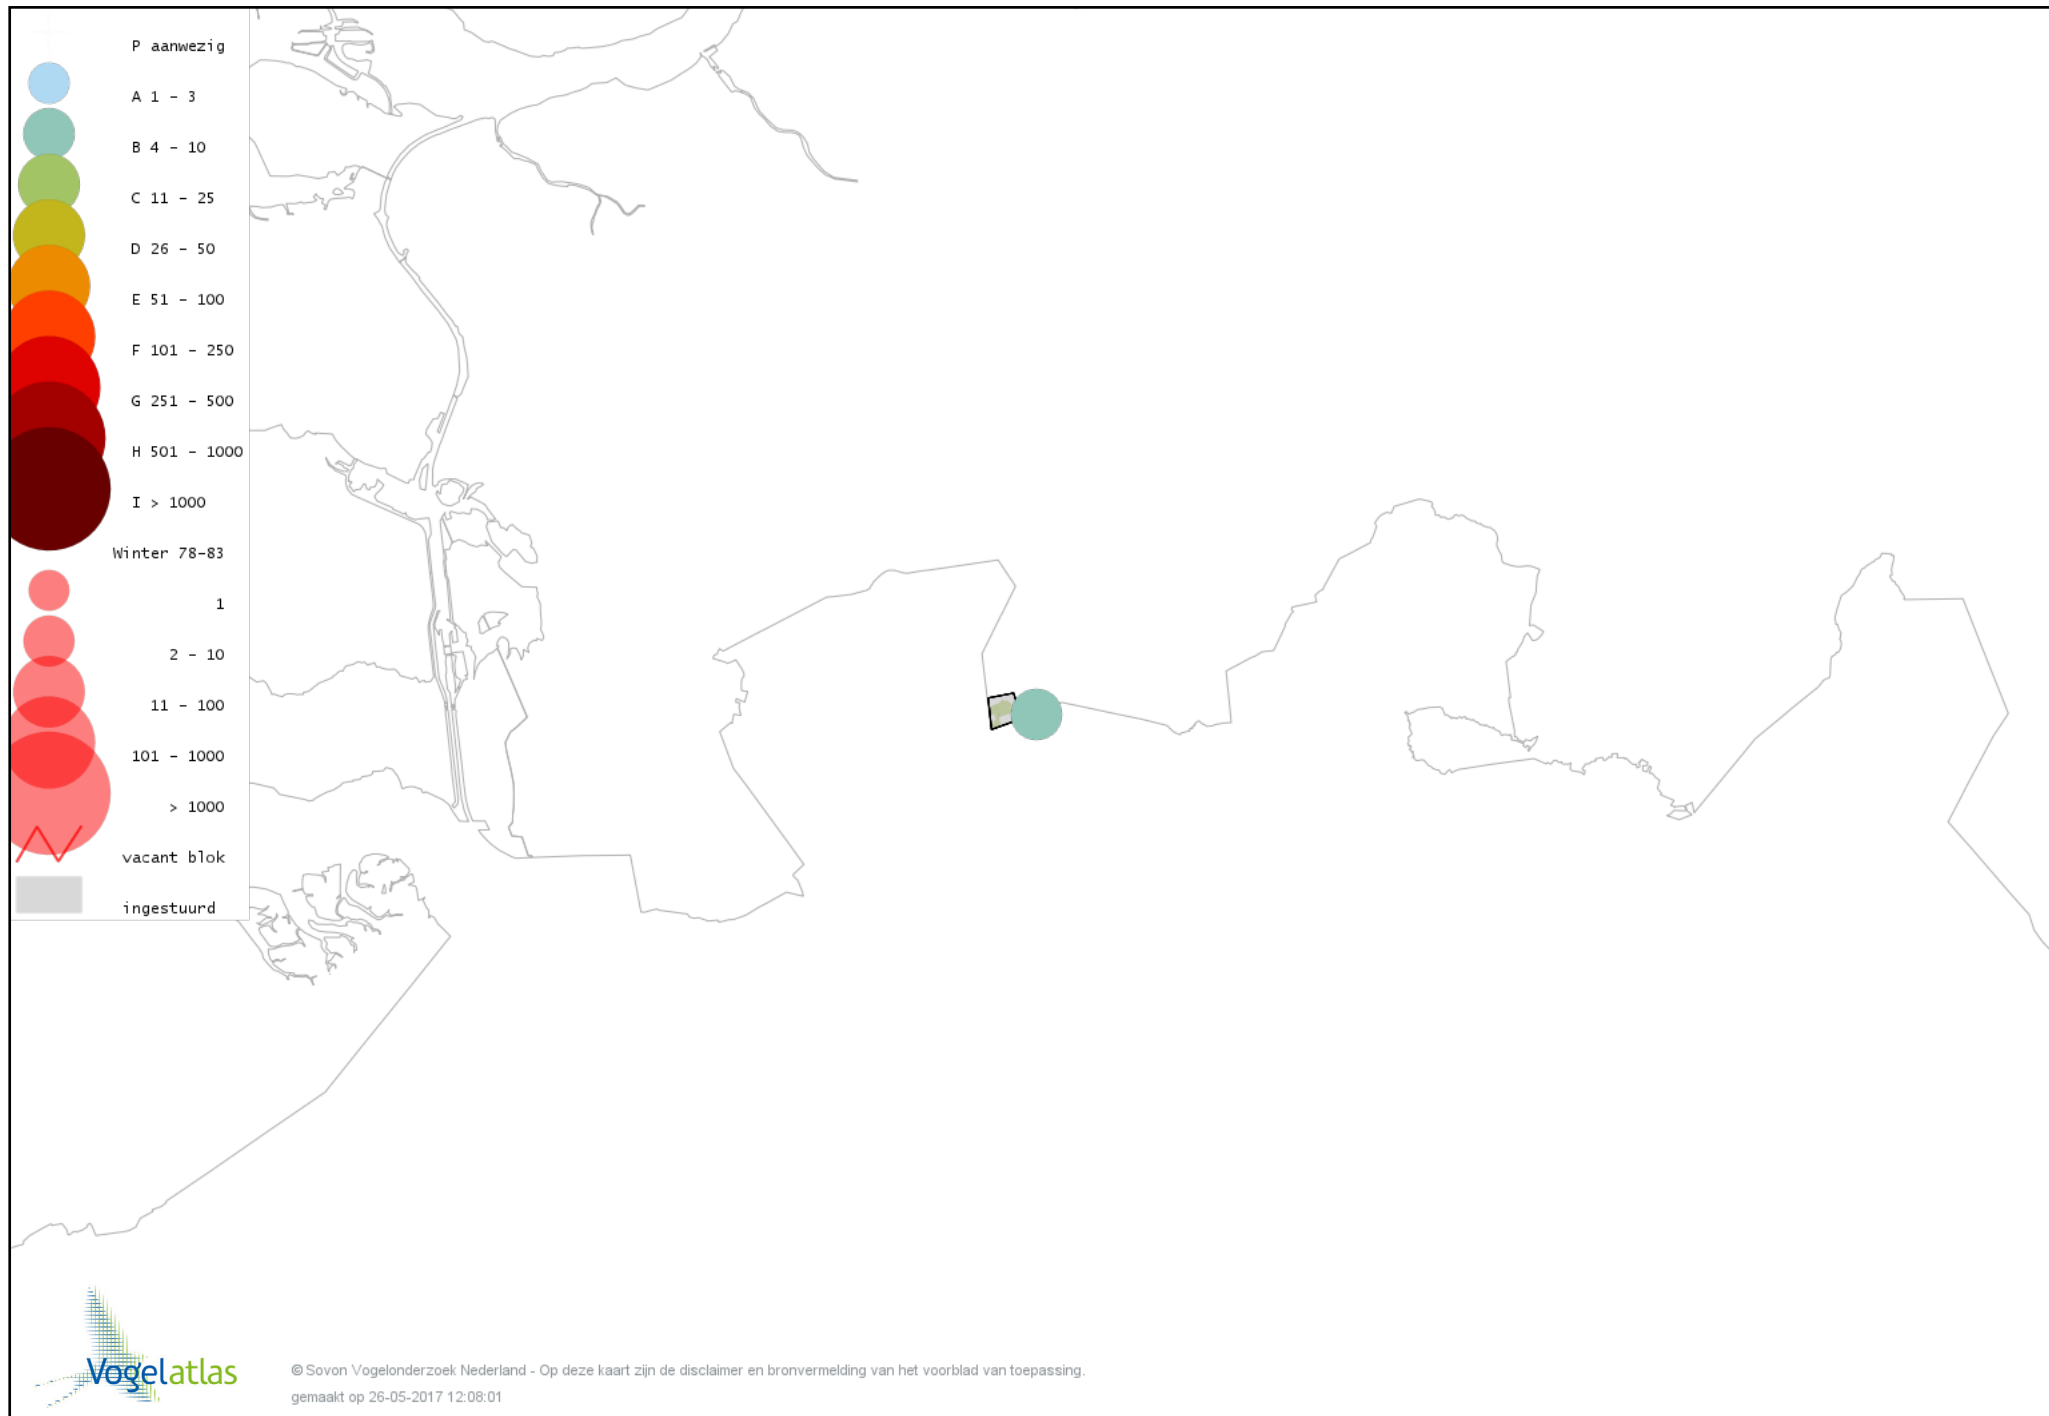 P aanwezig
A 1 - 3
B 4 - 10
C 11 - 25
D 26 - 50
E 51 - 100
F 101 - 250
G 251 - 500
H 501 - 1000
I > 1000
Winter 78-83
1
2 - 10
11 - 100
101 - 1000
> 1000
vacant blok
ingestuurd
Vogelatlas
© Sovon Vogelonderzoek Nederland - Op deze kaart zijn de disclaimer en bronvermelding van het voorblad van toepassing.
gemaakt op 26-05-2017 12:08:01